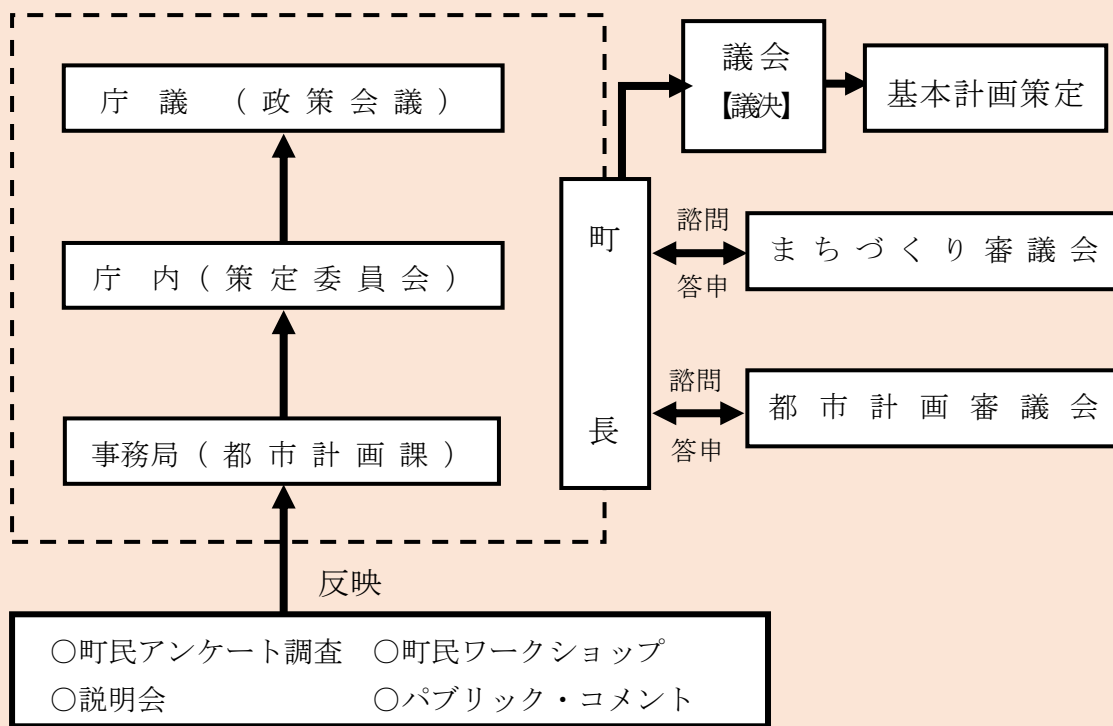 庁議（政策会議）
庁内（策定委員会）
事務局（都市計画課）
反映
○町民アンケート調査　○町民ワークショップ
○説明会　○パブリック・コメント
町長
議会
【議決】
基本計画策定
諮問
答申
まちづくり審議会
諮問
答申
都市計画審議会